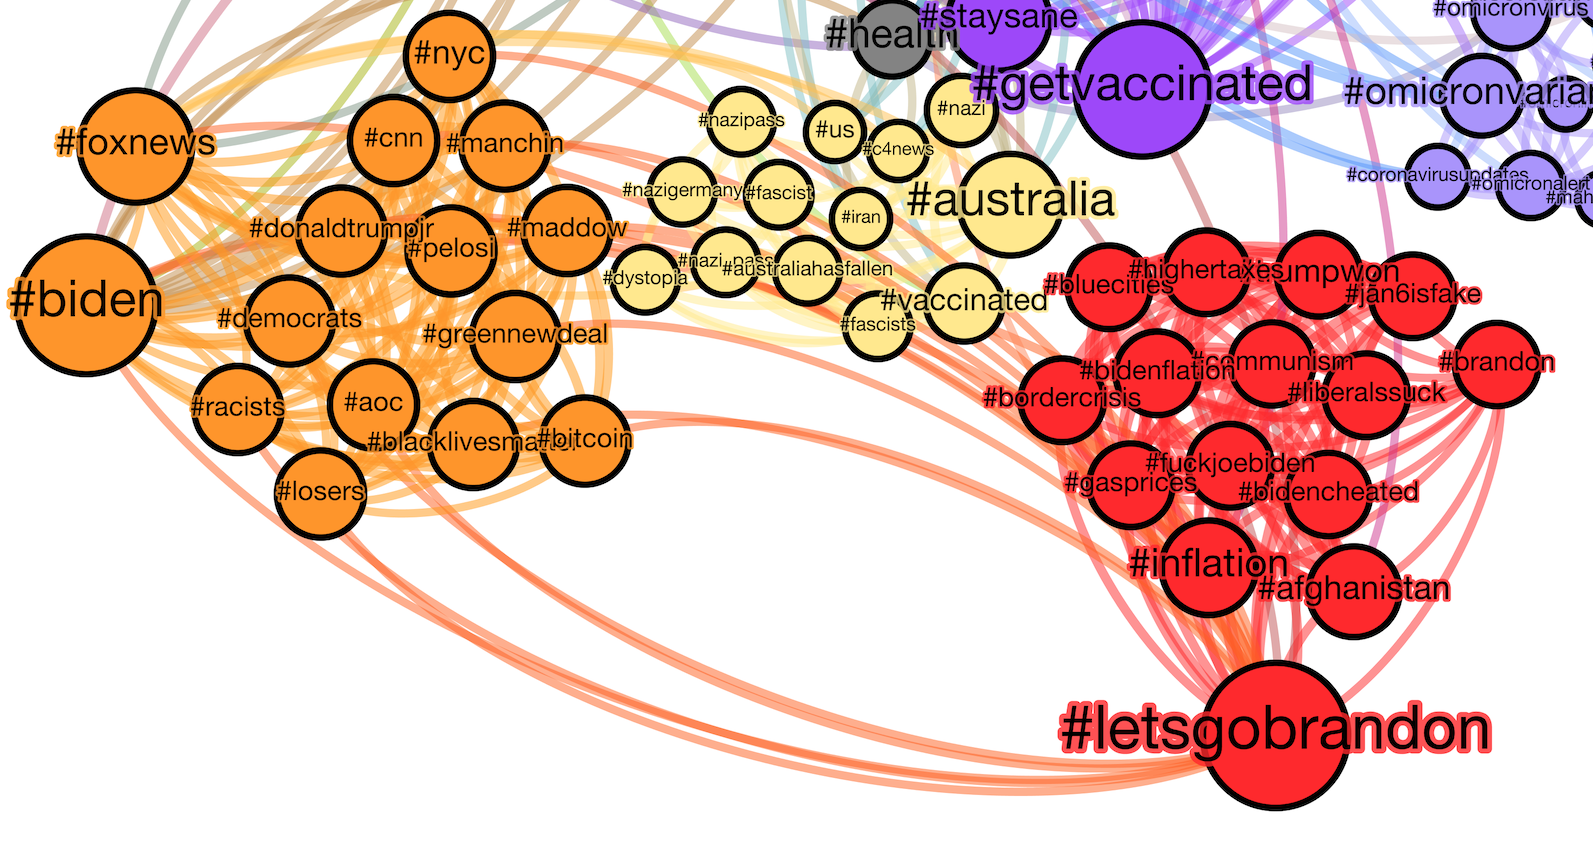 #omicronvirus
#staysane
#health
#nyc
#getvaccinated
#foxnews
#cnn
#manchin
#nazipass
#us
#c4news
#nazi
#coronavirusupdates
#omicronalert
#donaldtrumpjr
#pelosi
#maddow
#nazigermany
#fascist
#iran
#australia
#biden
#democrats
#greennewdeal
#dystopia
#australiahasfallen
#vaccinated
#fascists
#bluecities
#highertaxes
#jan6isfake
#racists
#aoc
#blacklivesmatter
#bitcoin
#losers
#bordercrisis
#bidenflation
#communism
#liberalssuck
#brandon
#gasprices
#fuckjoebiden
#bidencheated
#inflation
#afghanistan
#letsgobrandon